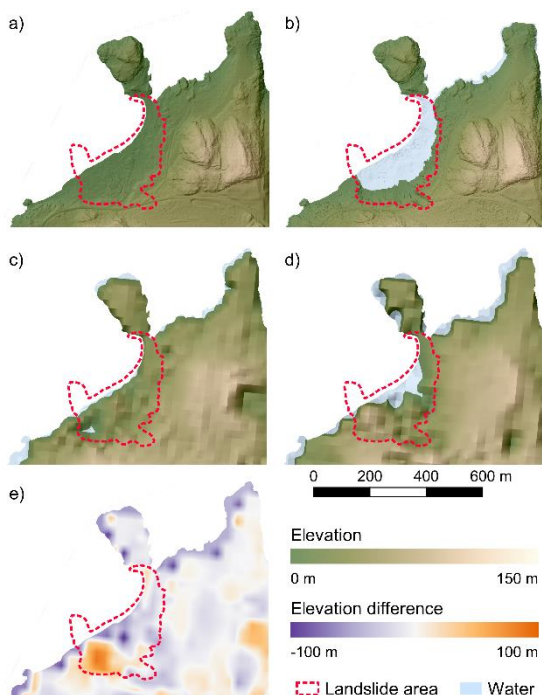 a)
b)
c)
d)
0 200 400 600 m
e)
Elevation
0 m 150 m
Elevation difference
-100 m 100 m
Landslide area Water